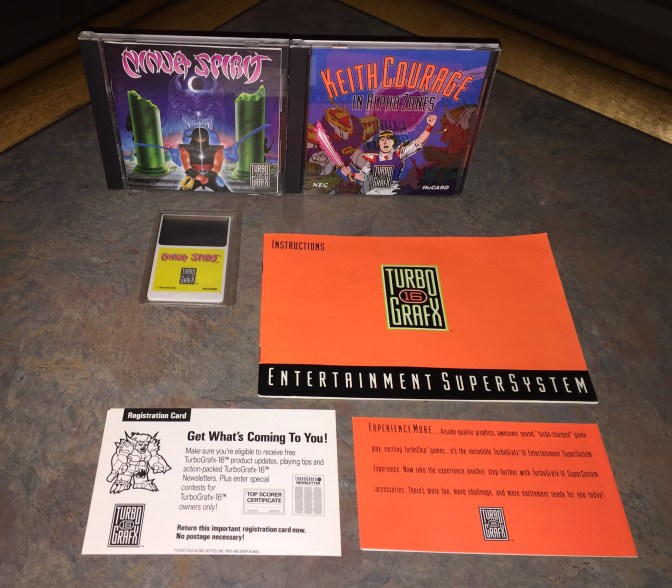 NINJA SPIRIT
TURBO
16
GRAFX
KEITH COURAGE
IN ALPHA ZONES
NEC
TURBO
16
GRAFX
HuCARD
NINJA SPIRIT
TURBO
16
GRAFX
INSTRUCTIONS
TURBO
16
GRAFX
ENTERTAINMENT SUPERSYSTEM
Registration Card
Get What's Coming To You!
Make sure you're eligible to receive free
TurboGrafx-16™ product updates, playing tips and
action-packed TurboGrafx-16™
Newsletters. Plus enter special
contests for
TurboGrafx-16™
owners only!
TOP SCORER
CERTIFICATE
NEWSLETTER
TURBO
16
GRAFX
Return this important registration card now.
No postage necessary!
EXPERIENCE MORE... Arcade quality graphics, awesome sound, "turbo-charged" game
play, exciting TurboChip™ games... it's the incredible TurboGrafx™-16 Entertainment SuperSystem
Experience. Now take the experience another step further with TurboGrafx-16 SuperSystem
accessories. There's more fun, more challenge, and more excitement ready for you today!
TURBO
16
GRAFX